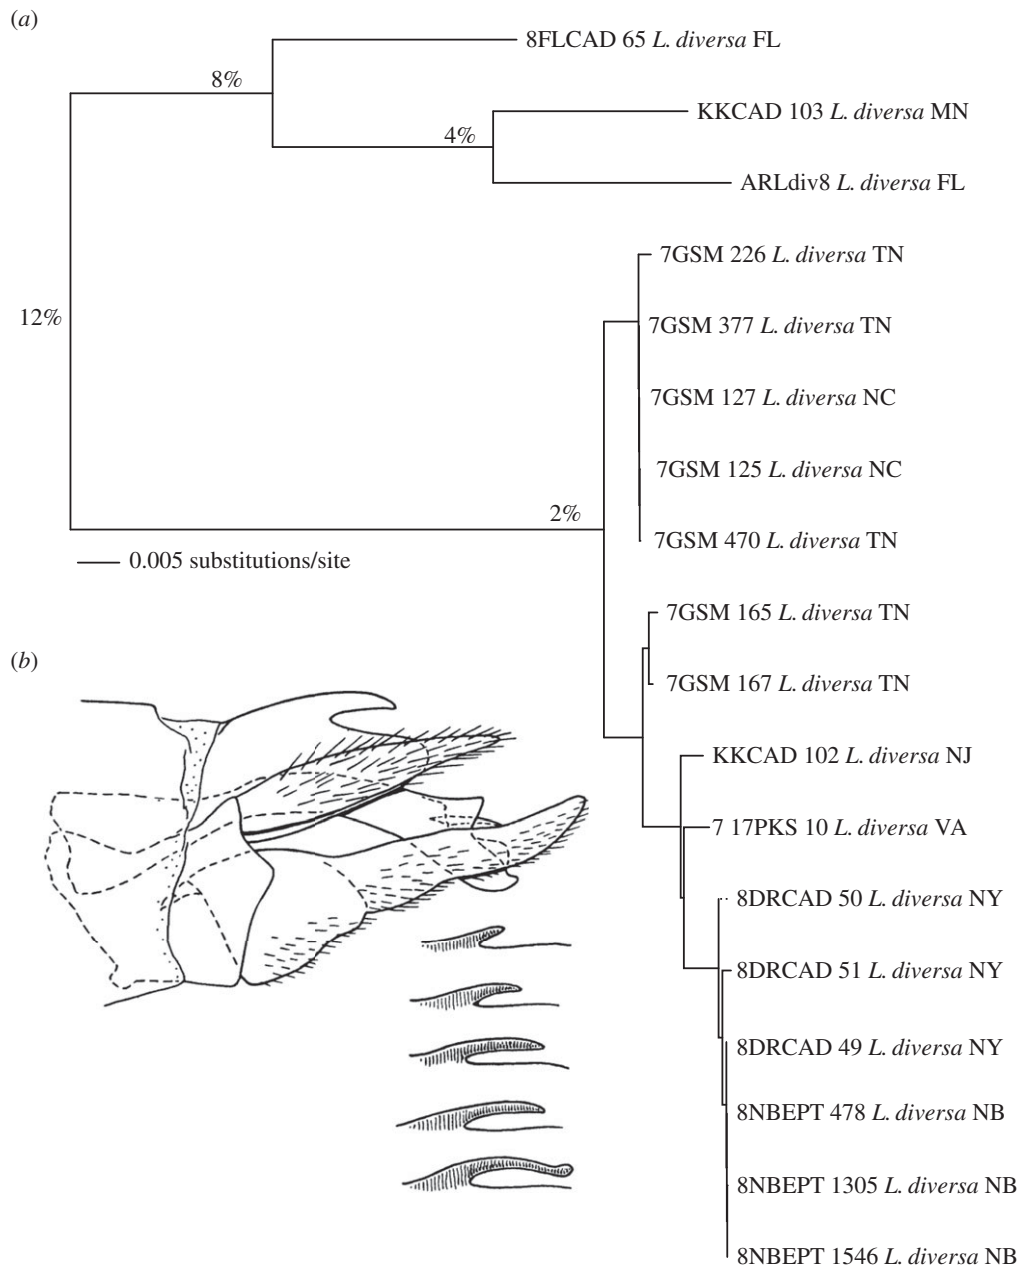 (a)
8FLCAD 65 L. diversa FL
8%
KKCAD 103 L. diversa MN
4%
ARLdiv8 L. diversa FL
7GSM 226 L. diversa TN
12%
7GSM 377 L. diversa TN
7GSM 127 L. diversa NC
7GSM 125 L. diversa NC
2%
7GSM 470 L. diversa TN
0.005 substitutions/site
7GSM 165 L. diversa TN
(b)
7GSM 167 L. diversa TN
KKCAD 102 L. diversa NJ
7 17PKS 10 L. diversa VA
8DRCAD 50 L. diversa NY
8DRCAD 51 L. diversa NY
8DRCAD 49 L. diversa NY
8NBEPT 478 L. diversa NB
8NBEPT 1305 L. diversa NB
8NBEPT 1546 L. diversa NB